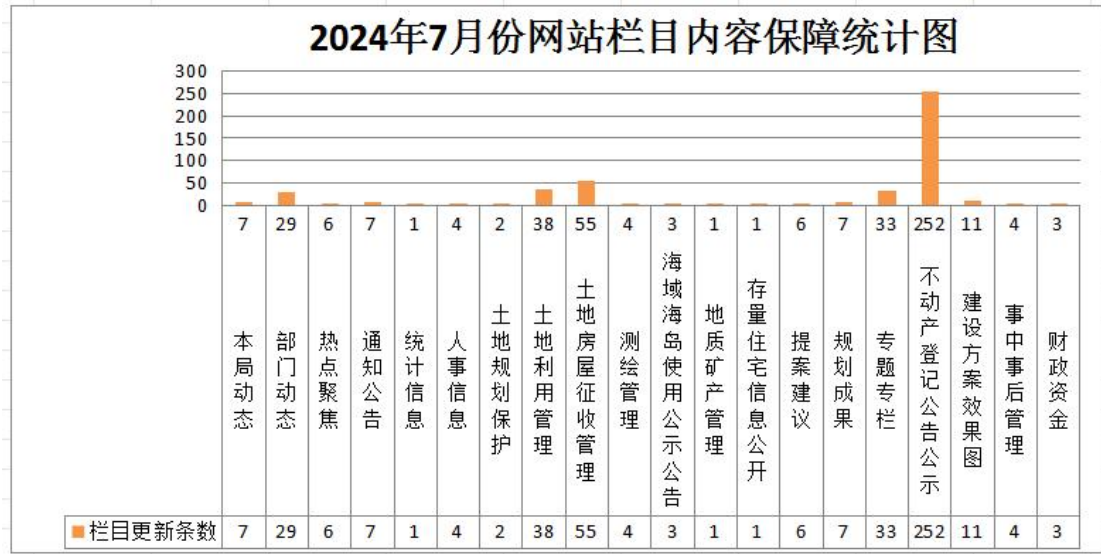 2024年7月份网站栏目内容保障统计图
300
250
200
150
100
50
0
7 29 6 7 1 4 2 38 55 4 3 1 1 6 7 33 252 11 4 3
本局动态
部门动态
热点聚焦
通知公告
统计信息
人事信息
土地规划保护
土地利用管理
土地房屋征收管理
测绘管理
海域海岛使用公示公告
地质矿产管理
存量住宅信息公开
提案建议
规划成果
专题专栏
不动产登记公告公示
建设方案效果图
事中事后管理
财政资金
栏目更新条数 7 29 6 7 1 4 2 38 55 4 3 1 1 6 7 33 252 11 4 3